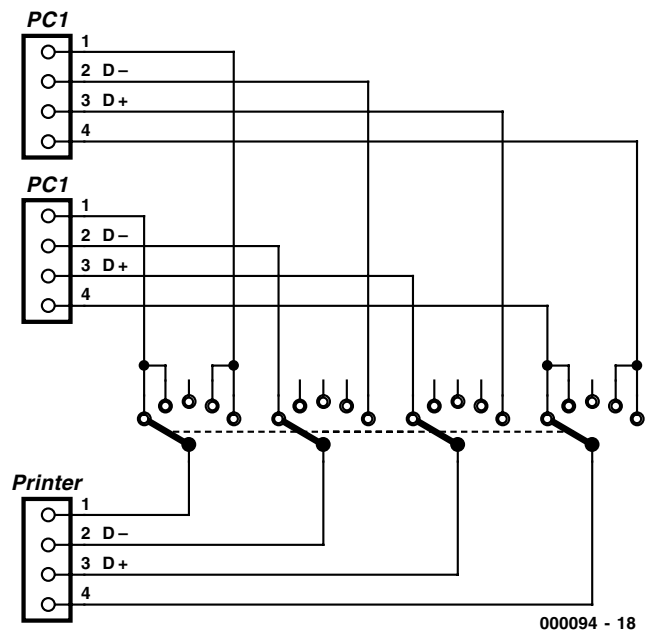 PC1
1
2 D–
3 D+
4
PC1
1
2 D–
3 D+
4
Printer
1
2 D–
3 D+
4
000094 - 18